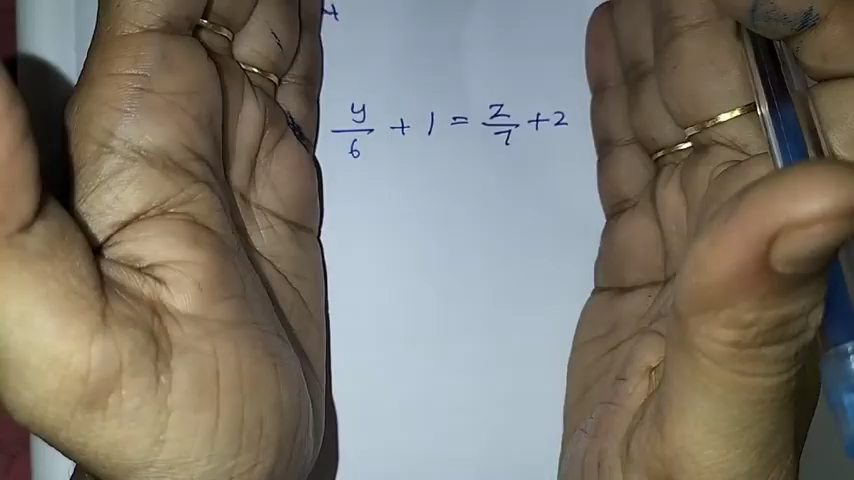 y/6 + 1 = z/7 + 2